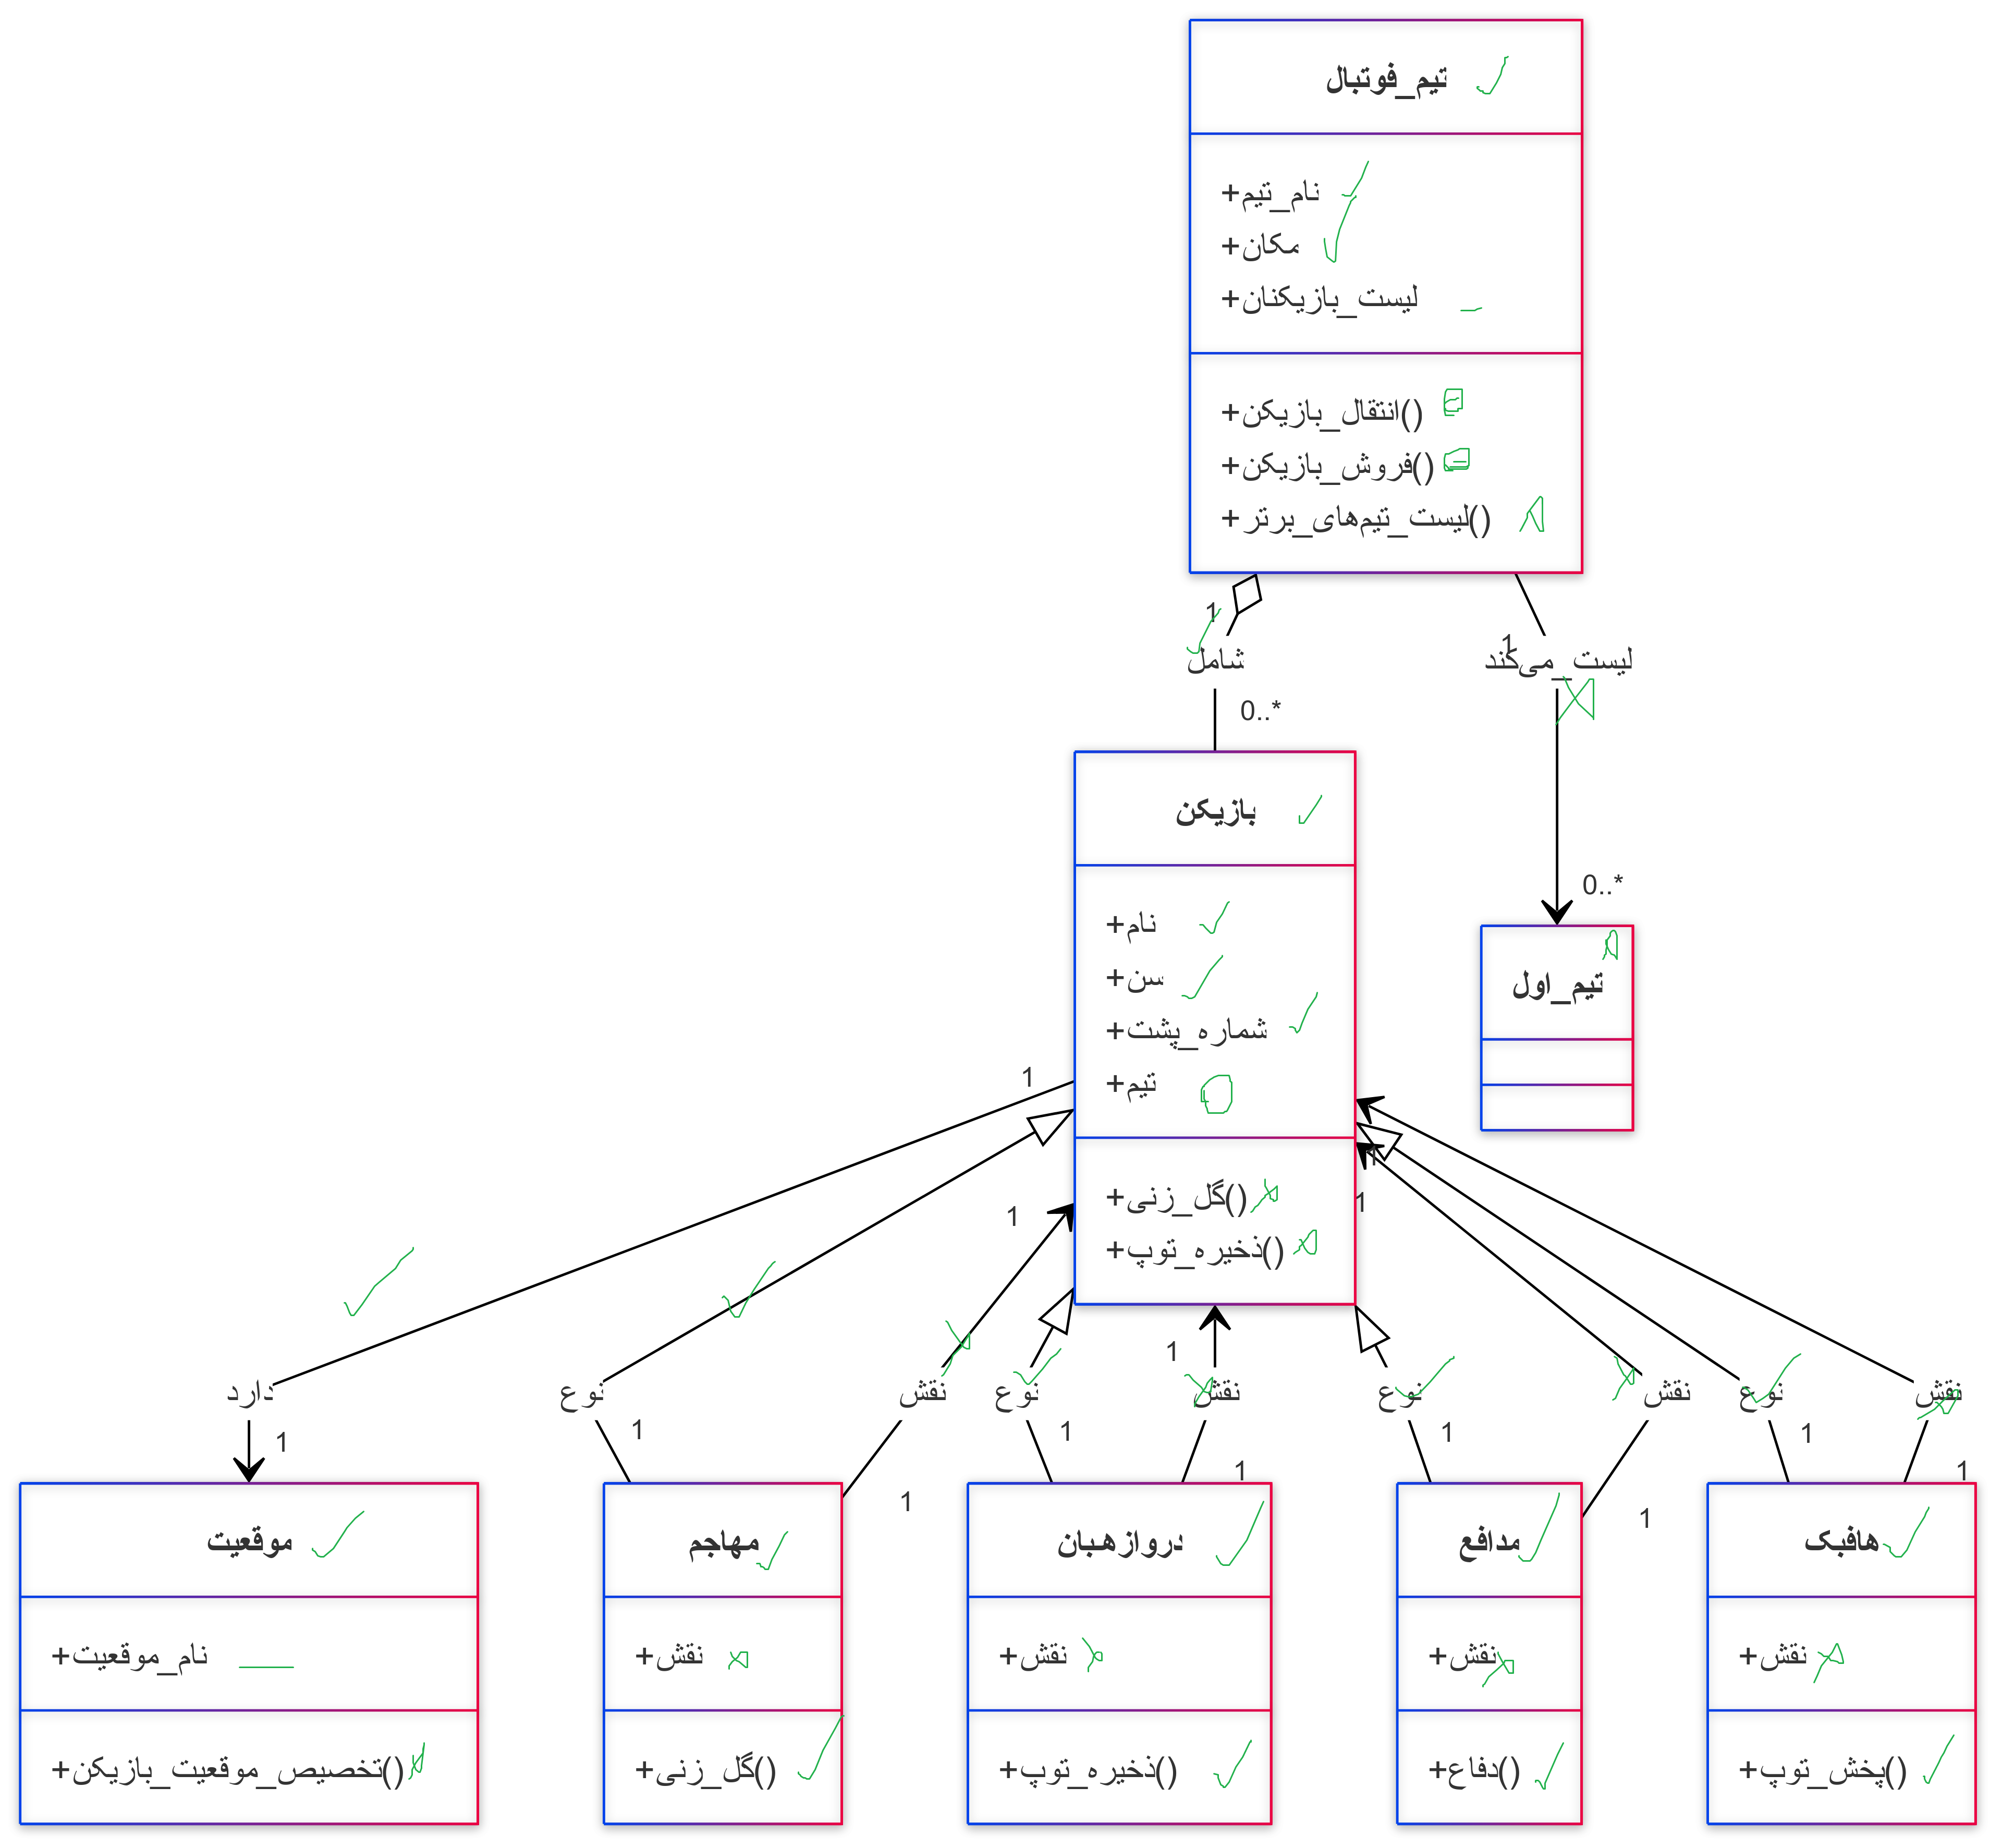 تیم_فوتبال
+نام_تیم
+مکان
+لیست_بازیکنان
+انتقال_بازیکن()
+فروش_بازیکن()
+لیست_تیم‌های_برتر()
1
1
شامل
لیست_می‌کند
0..*
بازیکن
+نام
+سن
+شماره_پشت
+تیم
+گل_زنی()
+ذخیره_توپ()
0..*
تیم_اول
1
1
1
1
1
دارد
نوع
نقش
نوع
نقش
نوع
نقش
نوع
نقش
1
1
1
1
1
1
1
1
1
موقعیت
+نام_موقعیت
+تخصیص_موقعیت_بازیکن()
مهاجم
+نقش
+گل_زنی()
دروازهبان
+نقش
+ذخیره_توپ()
مدافع
+نقش
+دفاع()
هافبک
+نقش
+پخش_توپ()